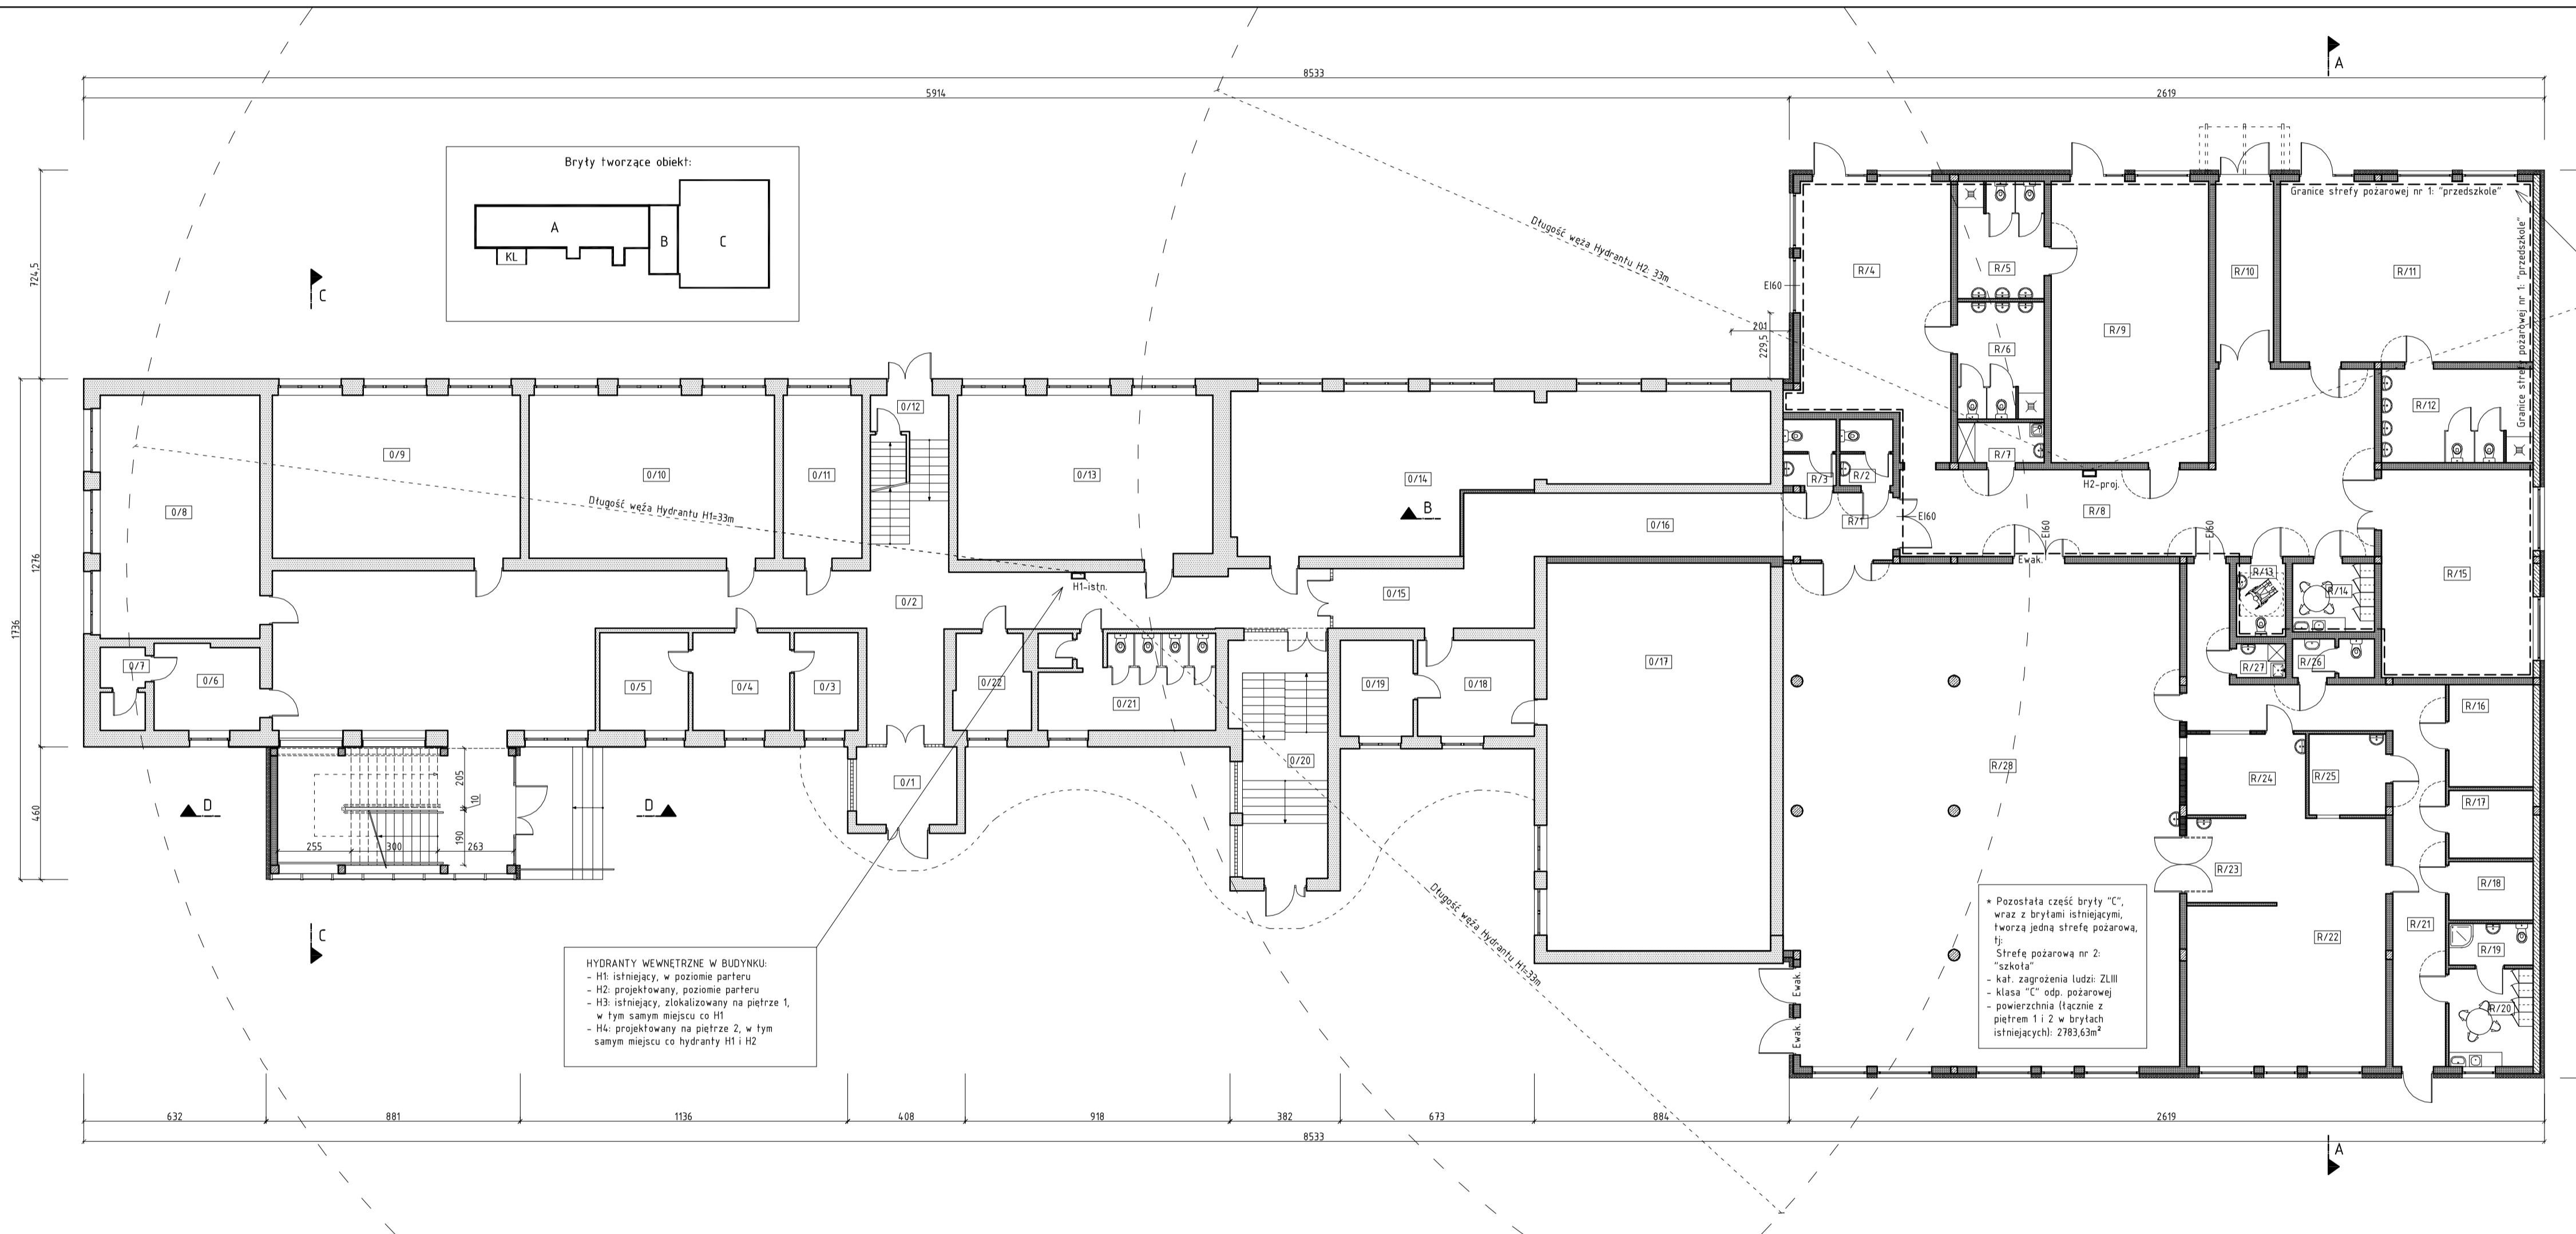 A
8533
5914
2619
Bryły tworzące obiekt:
A
B
C
KL
724,5
1276
1736
460
C
Długość węża Hydrantu H2: 33m
Granice strefy pożarowej nr 1: "przedszkole"
Granice strefy pożarowej nr 1: "przedszkole"
EI60
201
229,5
R/4
R/5
R/6
R/7
R/9
R/10
R/11
R/12
0/8
0/9
0/10
0/11
0/12
0/13
0/14
Długość węża Hydrantu H1=33m
B
0/16
R/3
R/2
R/1
EI60
H2-proj.
R/8
EI60
EI60
Ewak.
H1-istn.
0/2
0/15
R/13
R/14
R/15
0/7
0/6
0/5
0/4
0/3
0/22
0/21
0/19
0/18
0/17
R/27
R/26
0/1
0/20
R/28
R/24
R/25
R/16
R/17
R/18
R/23
R/22
R/21
R/19
R/20
D
D
205
10
190
255
300
263
C
Długość węża Hydrantu H1=33m
HYDRANTY WEWNĘTRZNE W BUDYNKU:
- H1: istniejący, w poziomie parteru
- H2: projektowany, poziomie parteru
- H3: istniejący, zlokalizowany na piętrze 1,
w tym samym miejscu co H1
- H4: projektowany na piętrze 2, w tym
samym miejscu co hydranty H1 i H2
Ewak.
Ewak.
* Pozostała część bryły "C",
wraz z bryłami istniejącymi,
tworzą jedną strefę pożarową,
tj:
Strefę pożarową nr 2:
"szkoła"
- kat. zagrożenia ludzi: ZLIII
- klasa "C" odp. pożarowej
- powierzchnia (łącznie z
piętrem 1 i 2 w bryłach
istniejących): 2783,63m²
632
881
1136
408
918
382
673
884
2619
8533
A